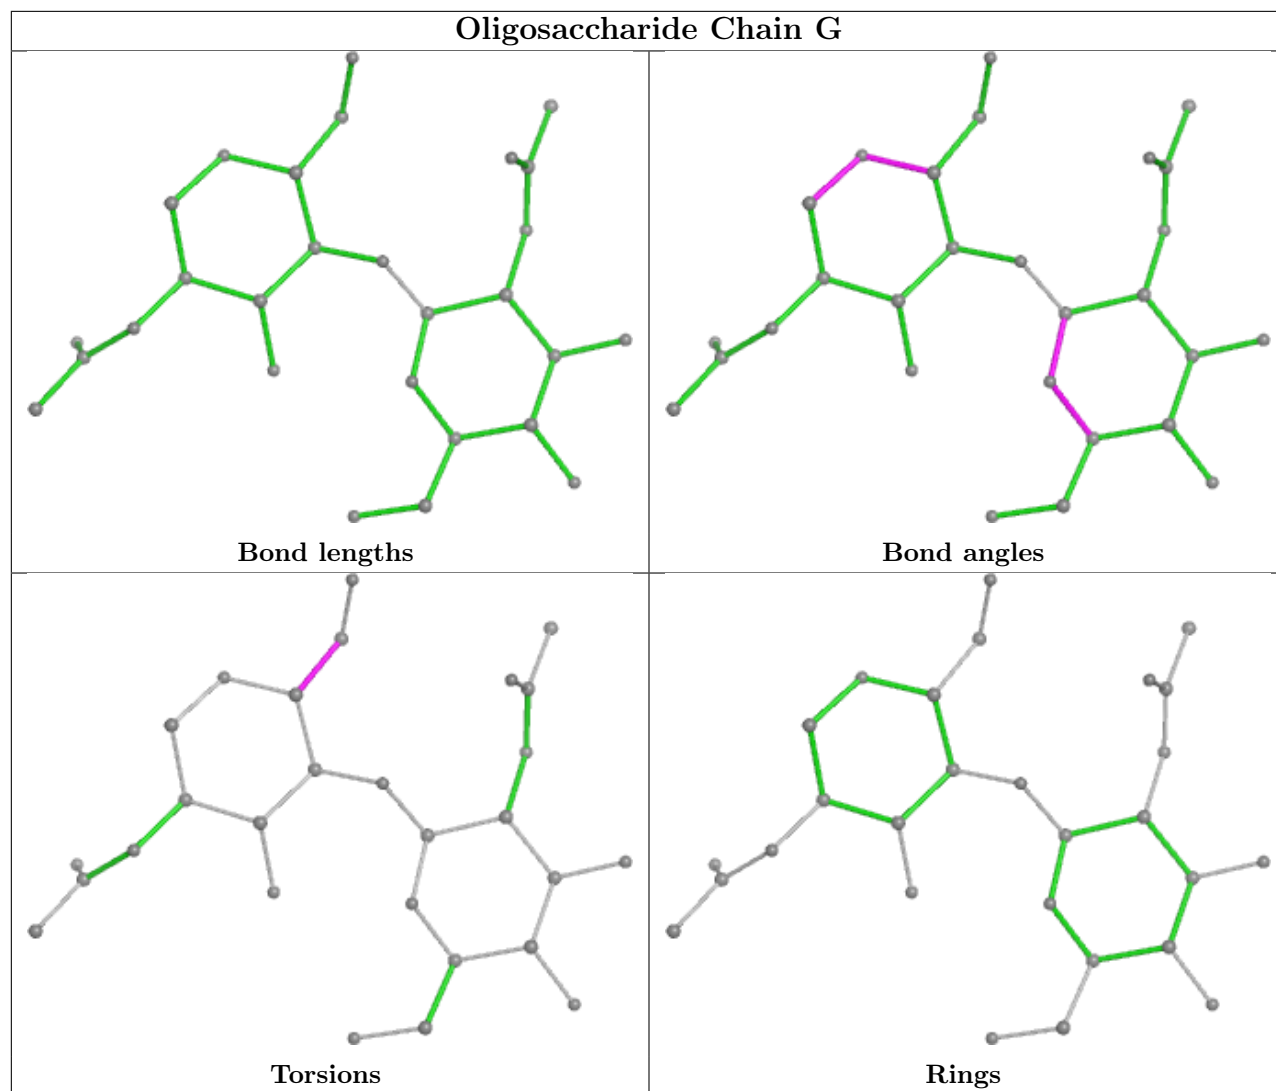 Oligosaccharide Chain G
Bond lengths
Bond angles
Torsions
Rings